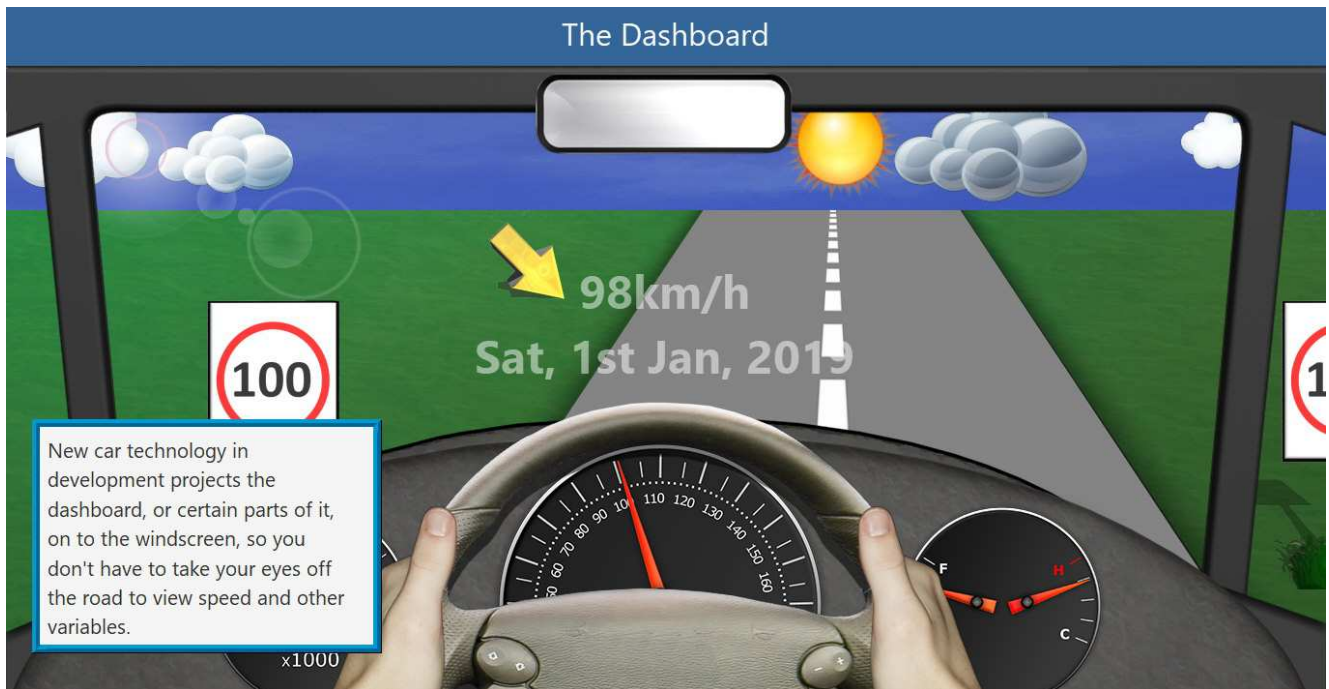 The Dashboard
98km/h
Sat, 1st Jan, 2019
100
1
New car technology in
development projects the
dashboard, or certain parts of it,
on to the windscreen, so you
don't have to take your eyes off
the road to view speed and other
variables.
60 70 80 90 100 110 120 130 140 150 160
F
H
C
x1000